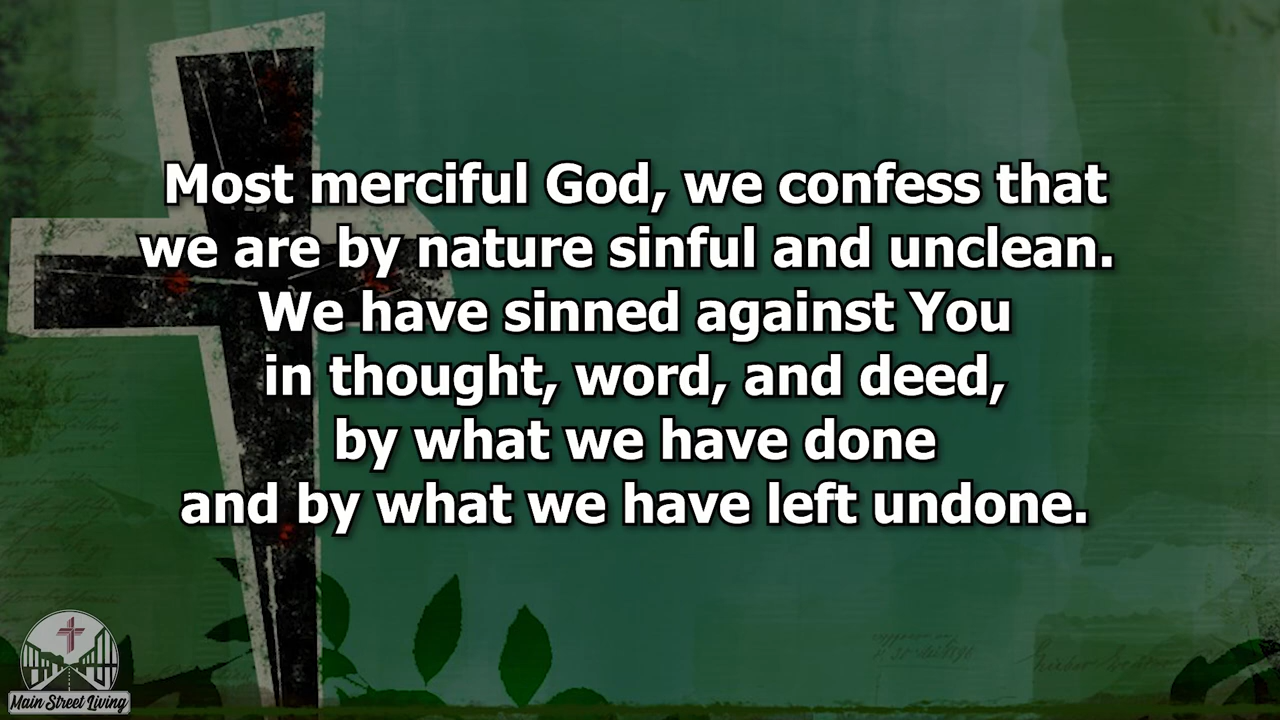 Most merciful God, we confess that
we are by nature sinful and unclean.
We have sinned against You
in thought, word, and deed,
by what we have done
and by what we have left undone.
Main Street Living